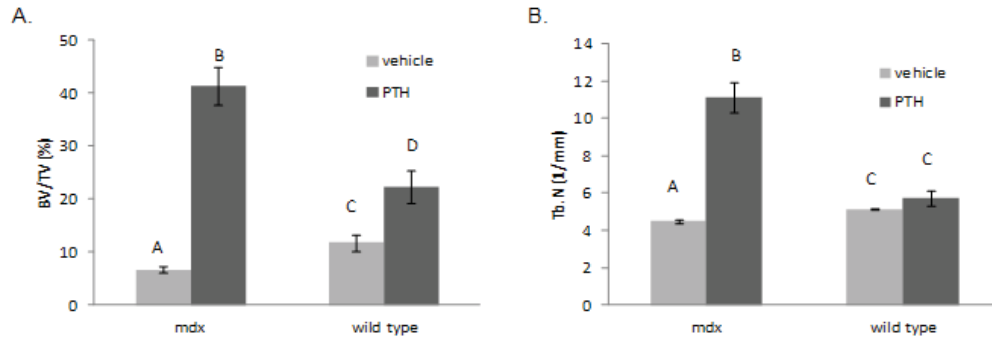 A.
BV/TV (%)
50
40
30
20
10
0
A
B
C
D
vehicle
PTH
mdx
wild type
B.
Tb. N (1/mm)
14
12
10
8
6
4
2
0
A
B
C
C
vehicle
PTH
mdx
wild type